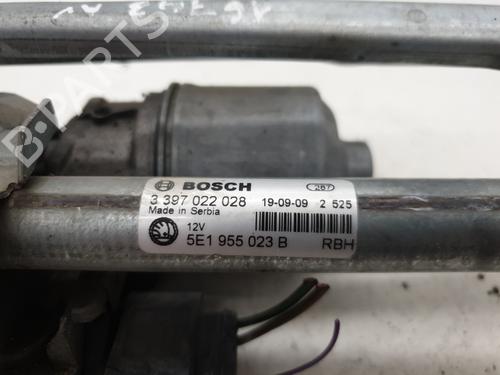 BOSCH
287
3 397 022 028
19-09-09 2 525
Made in Serbia
12V
5E1 955 023 B
RBH
B-PARTS